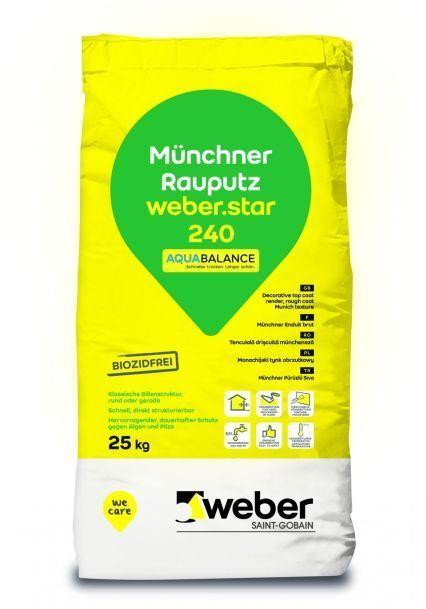 Münchner
Rauputz
weber.star
240
AQUABALANCE
Schneller trocken. Länger schön.
GB
Decorative top coat
render, rough coat
Munich texture
F
Münchner Enduit brut
RO
Tencuială drișcuită müncheneză
PL
Monachijski tynk obrzutkowy
TR
Münchner Pürüzlü Sıva
BIOZIDFREI
Klassische Rillenstruktur,
rund oder gerade
Schnell, direkt strukturierbar
Hervorragender, dauerhafter Schutz
gegen Algen und Pilze
25 kg
we
care
weber
SAINT-GOBAIN